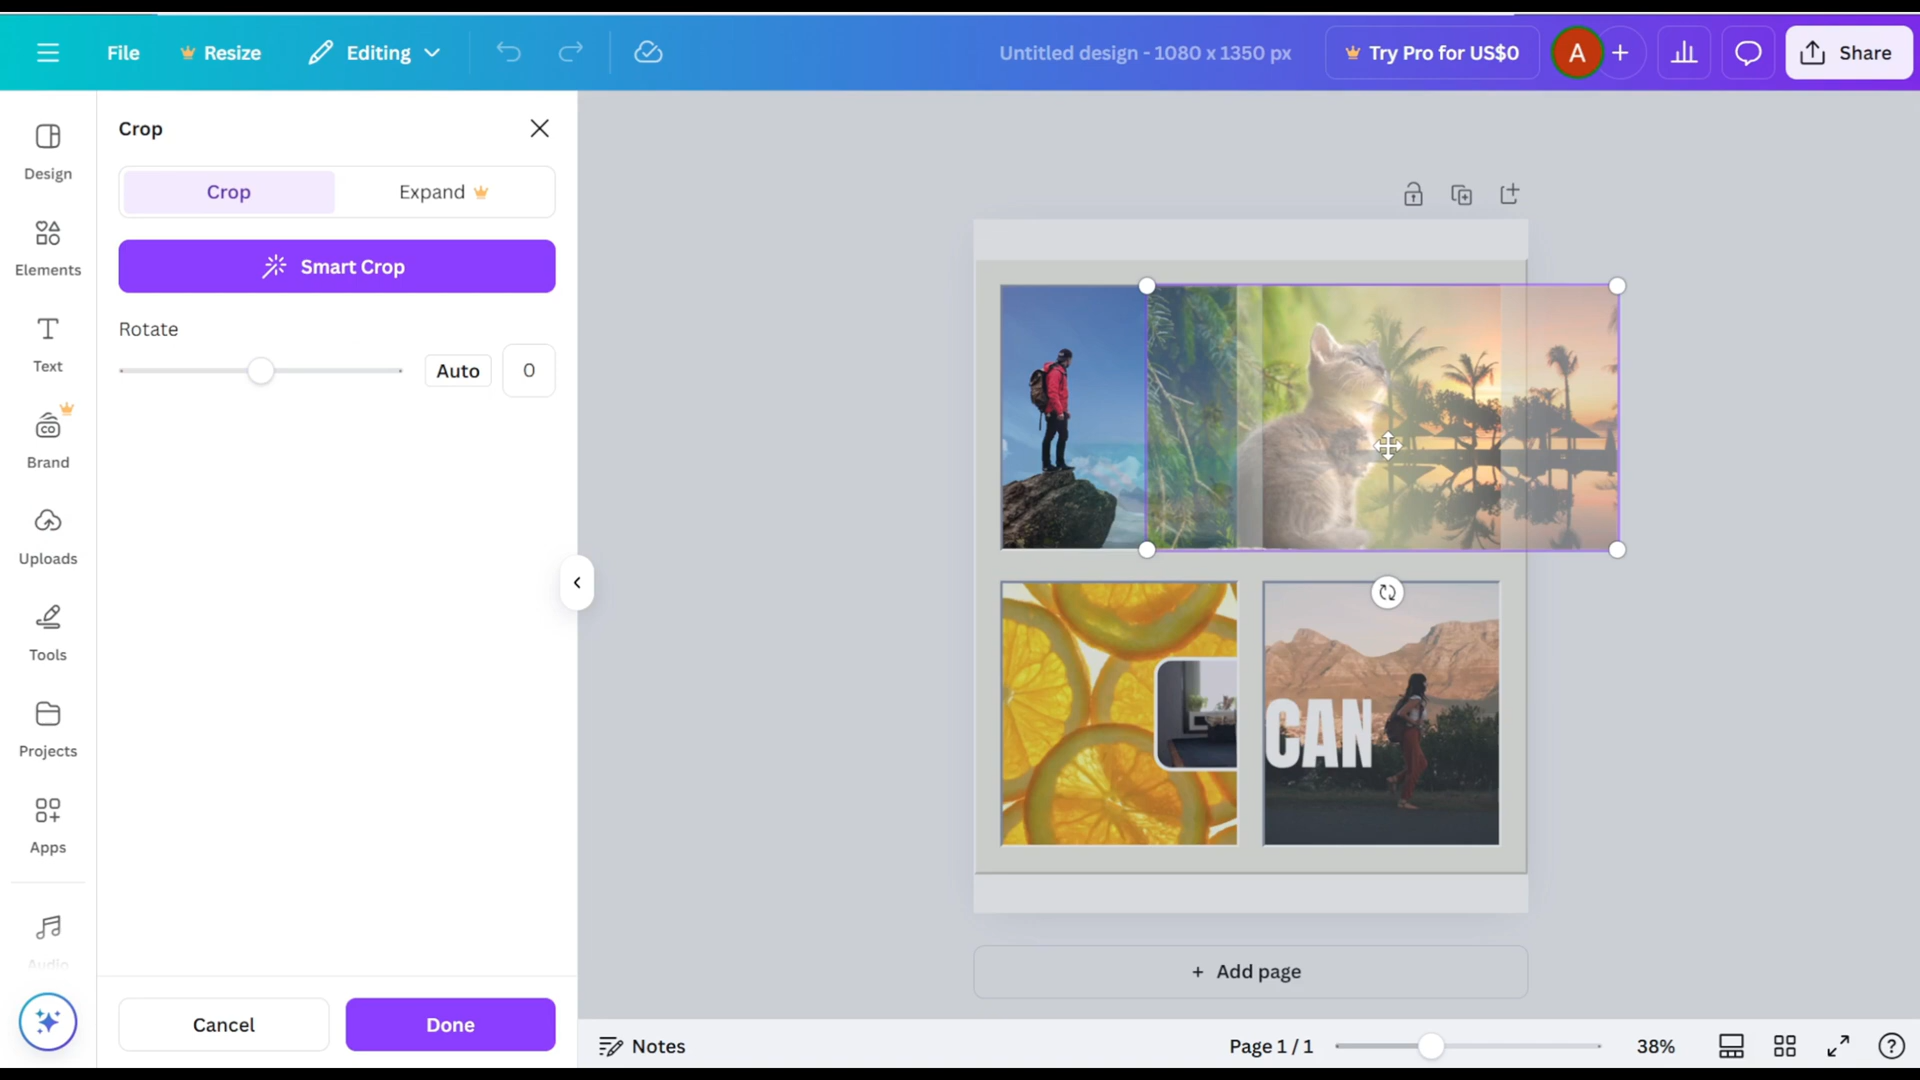 File
Resize
Editing
Untitled design - 1080 x 1350 px
Try Pro for US$0
A
Share
Design
Elements
Text
CO
Brand
Uploads
Tools
Projects
Apps
Audio
Crop
Crop
Expand
Smart Crop
Rotate
Auto
0
Cancel
Done
CAN
+ Add page
Notes
Page 1 / 1
38%